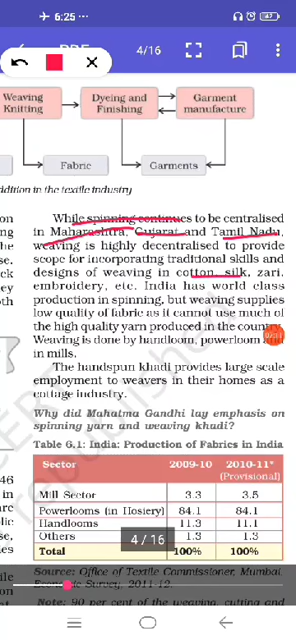 6:25
4/16
Weaving
Knitting
Dyeing and
Finishing
Garment
manufacture
Fabric
Garments
ddition in the textile industry
While spinning continues to be centralised
in Maharashtra, Gujarat and Tamil Nadu,
weaving is highly decentralised to provide
scope for incorporating traditional skills and
designs of weaving in cotton, silk, zari,
embroidery, etc. India has world class
production in spinning, but weaving supplies
low quality of fabric as it cannot use much of
the high quality yarn produced in the country.
Weaving is done by handloom, powerloom
in mills.
The handspun khadi provides large scale
employment to weavers in their homes as a
cottage industry.
Why did Mahatma Gandhi lay emphasis on
spinning yarn and weaving khadi?
Table 6.1: India: Production of Fabrics in India
Sector 2009-10 2010-11*
(Provisional)
Mill Sector 3.3 3.5
Powerlooms (in Hosiery) 84.1 84.1
Handlooms 11.3 11.1
Others 1.3 1.3
4/16
Total 100% 100%
Source: Office of Textile Commissioner, Mumbai.
Survey, 2011-12.
Note: 90 per cent of the weaving, cutting and